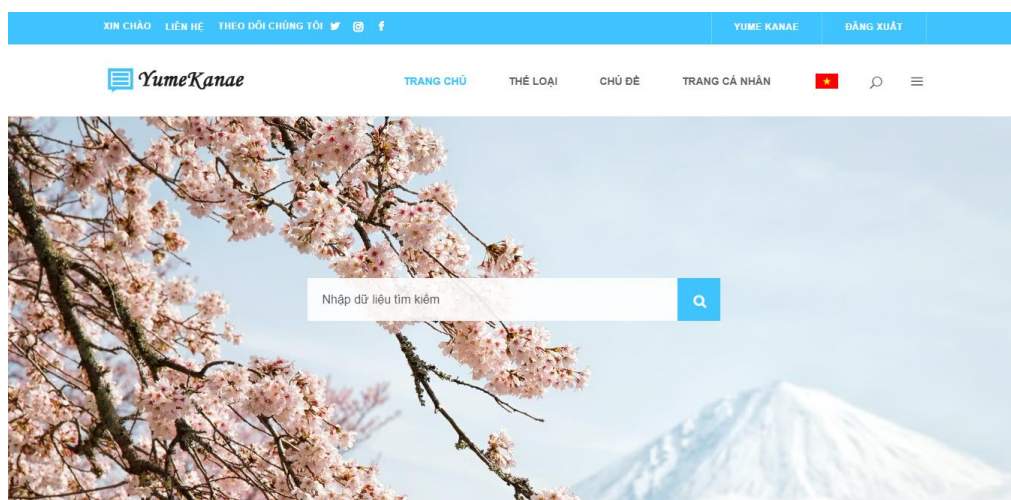 XIN CHÀO LIÊN HỆ THEO DÕI CHÚNG TÔI YUME KANAE ĐĂNG XUẤT
YumeKanae TRANG CHỦ THỂ LOẠI CHỦ ĐỀ TRANG CÁ NHÂN
Nhập dữ liệu tìm kiếm